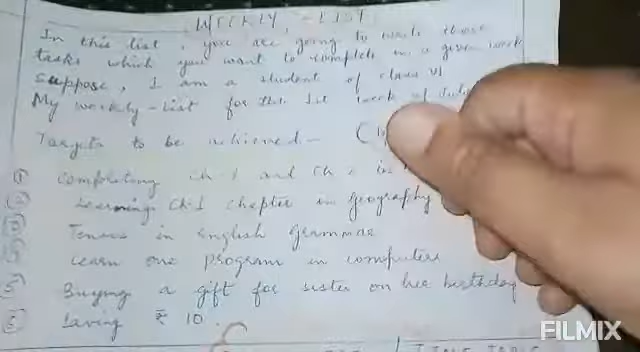 WEEKLY - LIST
In this list, you are going to write those
tasks which you want to complete in a given week
Suppose, I am a student of class VI
My weekly-list for the 1st week of July
Targets to be achieved - (
① Completing Ch-1 and Ch
② Learning Ch-1 chapter in geography
③ Tenses in english grammar
④ Learn one program in computers
⑤ Buying a gift for sister on her birthday
Saving ₹ 10.
TIME TABLE
FILMIX